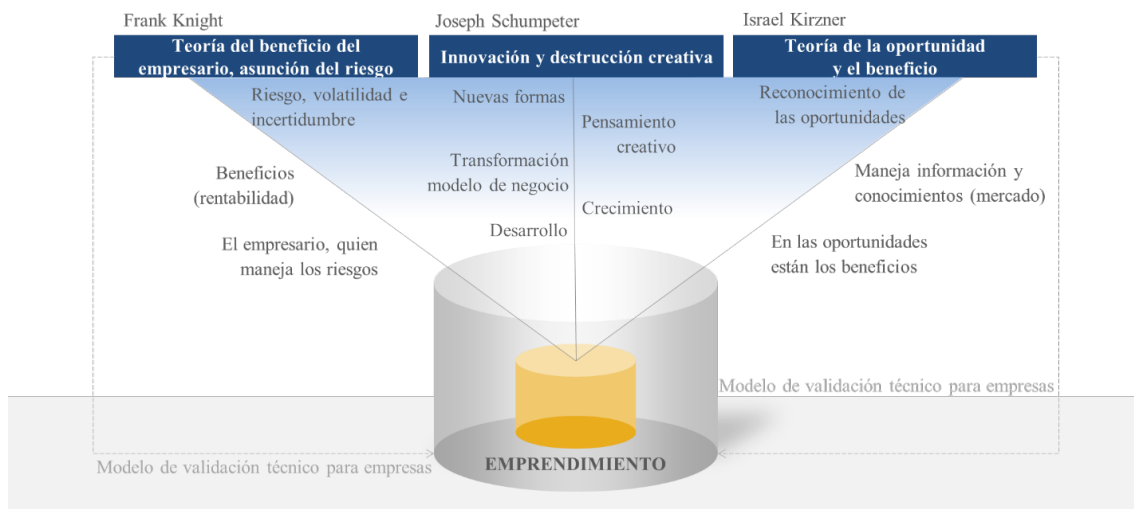 Frank Knight
Joseph Schumpeter
Israel Kirzner
Teoría del beneficio del
empresario, asunción del riesgo
Innovación y destrucción creativa
Teoría de la oportunidad
y el beneficio
Riesgo, volatilidad e
incertidumbre
Beneficios
(rentabilidad)
El empresario, quien
maneja los riesgos
Nuevas formas
Pensamiento
creativo
Transformación
modelo de negocio
Crecimiento
Desarrollo
Reconocimiento de
las oportunidades
Maneja información y
conocimientos (mercado)
En las oportunidades
están los beneficios
Modelo de validación técnico para empresas
Modelo de validación técnico para empresas
EMPRENDIMIENTO